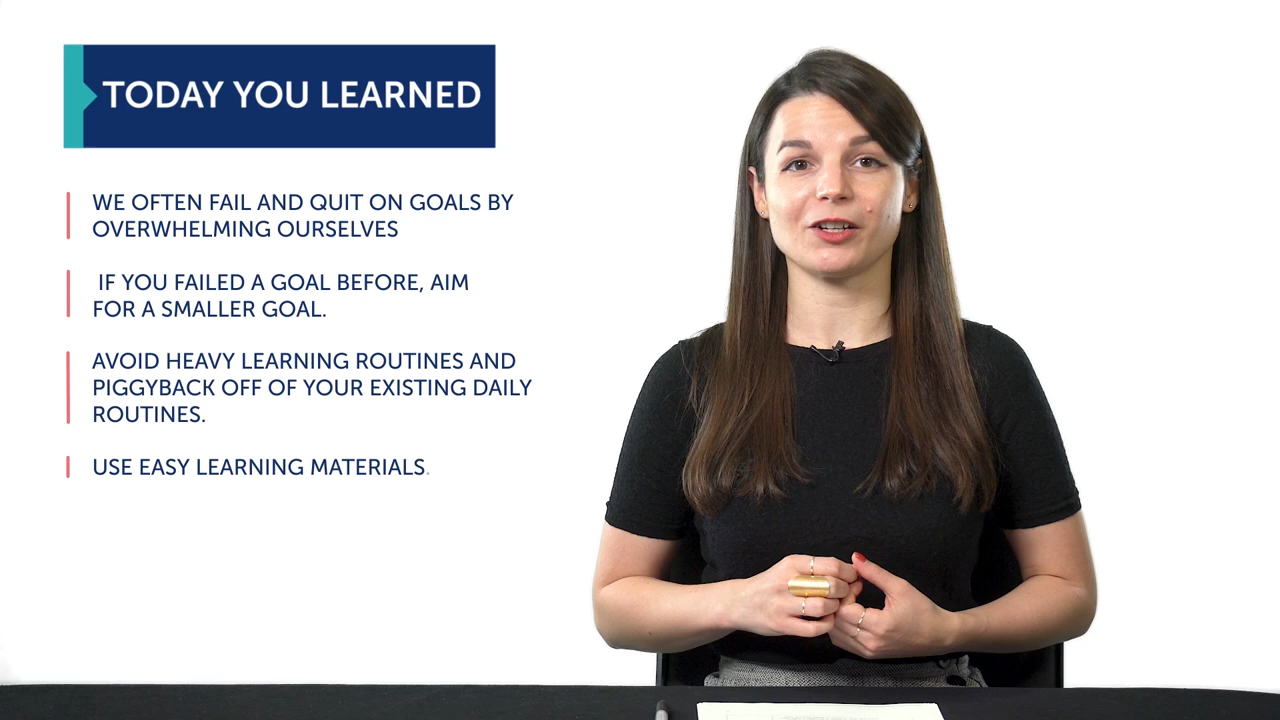 TODAY YOU LEARNED
WE OFTEN FAIL AND QUIT ON GOALS BY
OVERWHELMING OURSELVES
IF YOU FAILED A GOAL BEFORE, AIM
FOR A SMALLER GOAL.
AVOID HEAVY LEARNING ROUTINES AND
PIGGYBACK OFF OF YOUR EXISTING DAILY
ROUTINES.
USE EASY LEARNING MATERIALS.